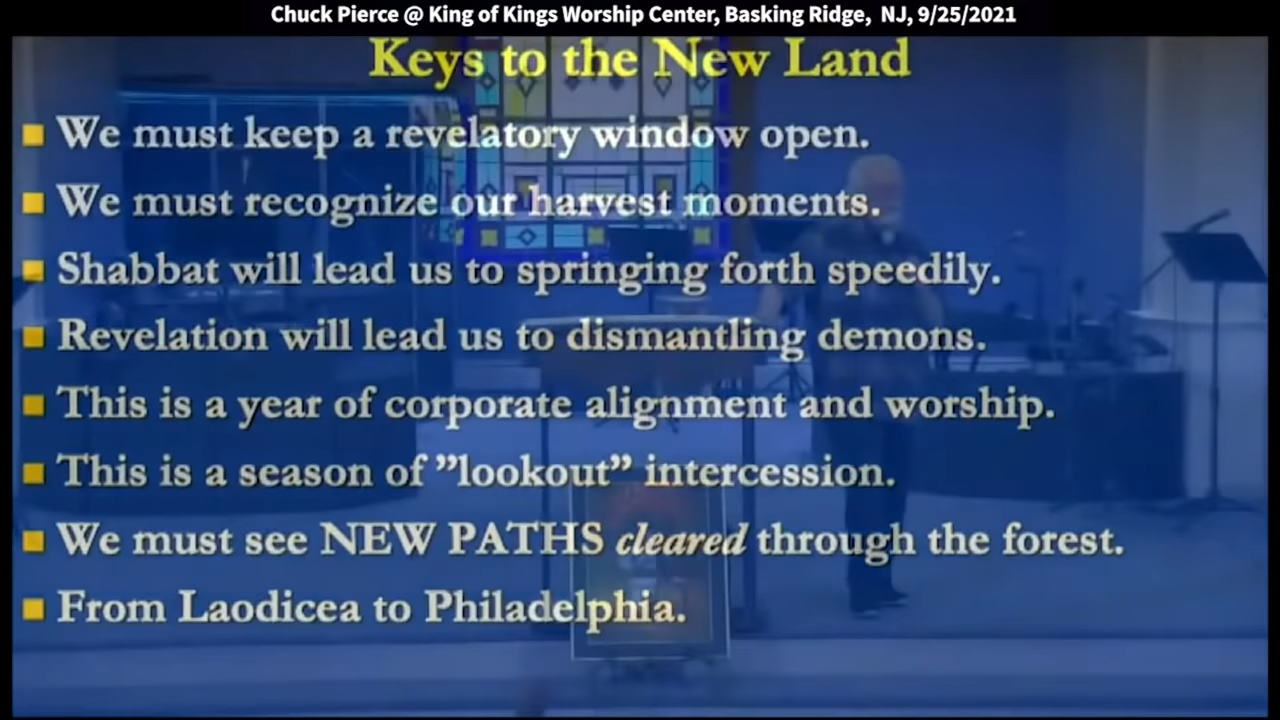 Chuck Pierce @ King of Kings Worship Center, Basking Ridge, NJ, 9/25/2021
Keys to the New Land
We must keep a revelatory window open.
We must recognize our harvest moments.
Shabbat will lead us to springing forth speedily.
Revelation will lead us to dismantling demons.
This is a year of corporate alignment and worship.
This is a season of ”lookout” intercession.
We must see NEW PATHS cleared through the forest.
From Laodicea to Philadelphia.